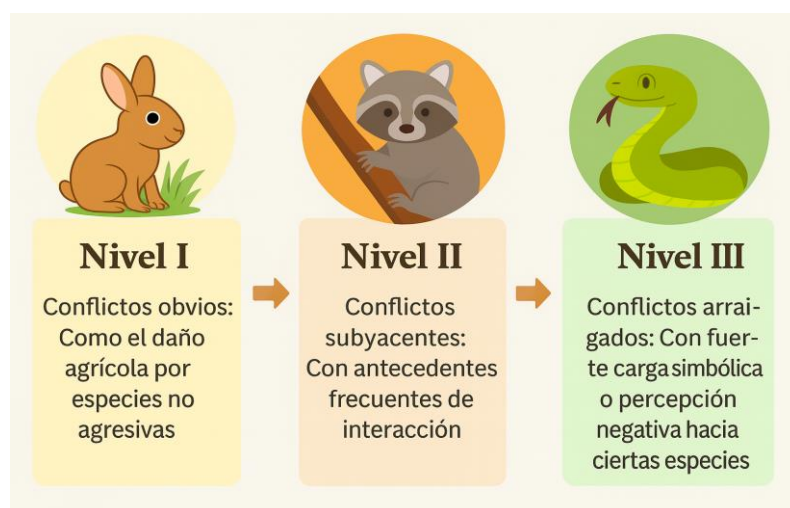 Nivel I
Conflictos obvios:
Como el daño
agrícola por
especies no
agresivas
Nivel II
Conflictos
subyacentes:
Con antecedentes
frecuentes de
interacción
Nivel III
Conflictos arrai-
gados: Con fuer-
te carga simbólica
o percepción
negativa hacia
ciertas especies